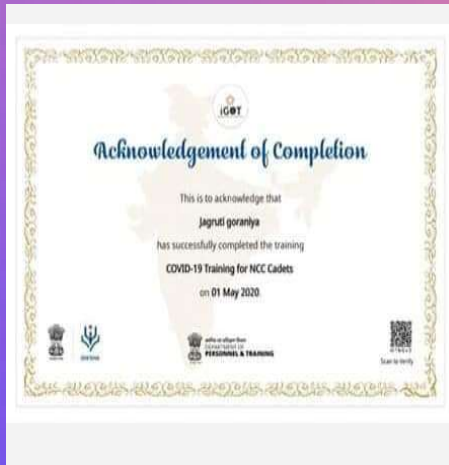 iGOT
Acknowledgement of Completion
This is to acknowledge that
Jagruti goraniya
has successfully completed the training
COVID-19 Training for NCC Cadets
on 01 May 2020
DEPARTMENT OF
PERSONNEL & TRAINING
Scan to Verify